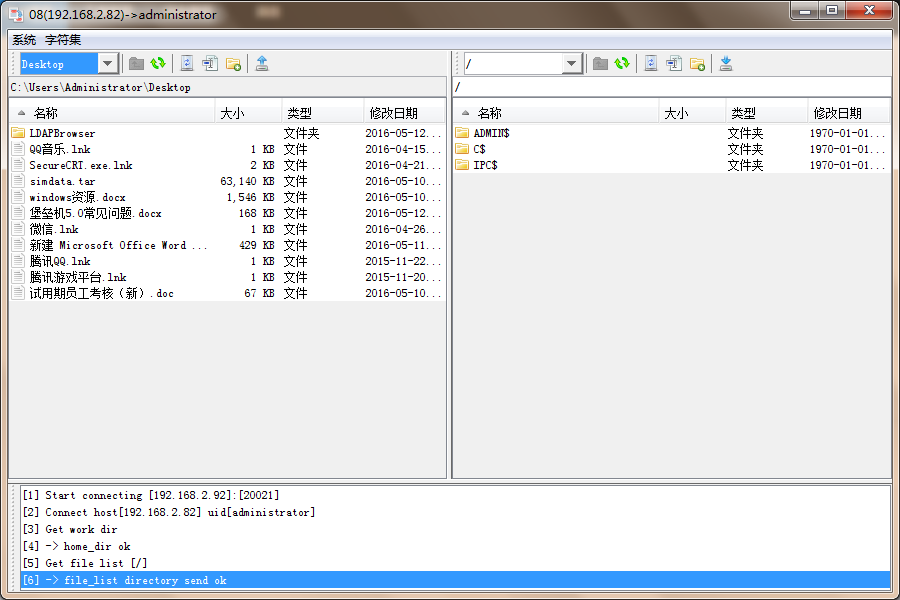 08(192.168.2.82)->administrator
系统 字符集
Desktop
/
C:\Users\Administrator\Desktop
/
名称 大小 类型 修改日期
LDAPBrowser 文件夹 2016-05-12...
QQ音乐.lnk 1 KB 文件 2016-04-15...
SecureCRT.exe.lnk 2 KB 文件 2016-04-21...
simdata.tar 63,140 KB 文件 2016-05-10...
windows资源.docx 1,546 KB 文件 2016-05-10...
堡垒机5.0常见问题.docx 168 KB 文件 2016-05-12...
微信.lnk 1 KB 文件 2016-04-26...
新建 Microsoft Office Word ... 429 KB 文件 2016-05-11...
腾讯QQ.lnk 1 KB 文件 2015-11-22...
腾讯游戏平台.lnk 1 KB 文件 2015-11-20...
试用期员工考核（新）.doc 67 KB 文件 2016-05-10...
名称 大小 类型 修改日期
ADMIN$ 文件夹 1970-01-01...
C$ 文件夹 1970-01-01...
IPC$ 文件夹 1970-01-01...
[1] Start connecting [192.168.2.92]:[20021]
[2] Connect host[192.168.2.82] uid[administrator]
[3] Get work dir
[4] -> home_dir ok
[5] Get file list [/]
[6] -> file_list directory send ok